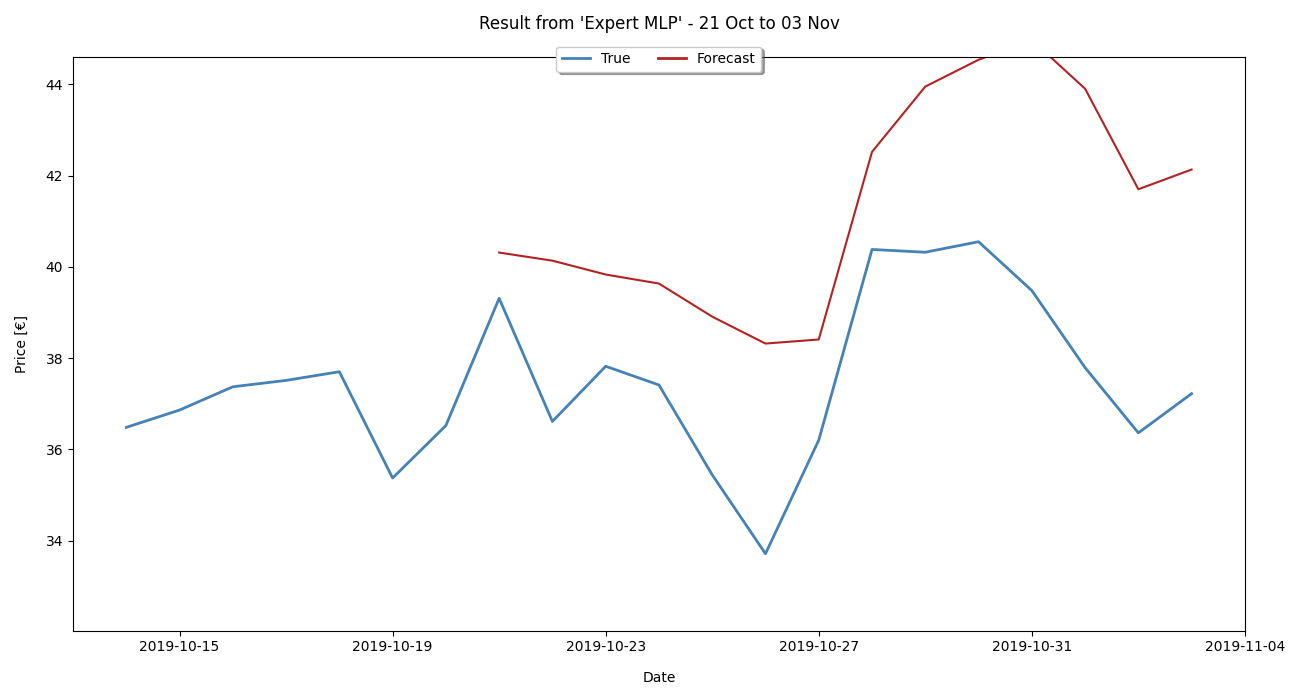 Result from 'Expert MLP' - 21 Oct to 03 Nov
True Forecast
Price [€]
44
42
40
38
36
34
2019-10-15 2019-10-19 2019-10-23 2019-10-27 2019-10-31 2019-11-04
Date